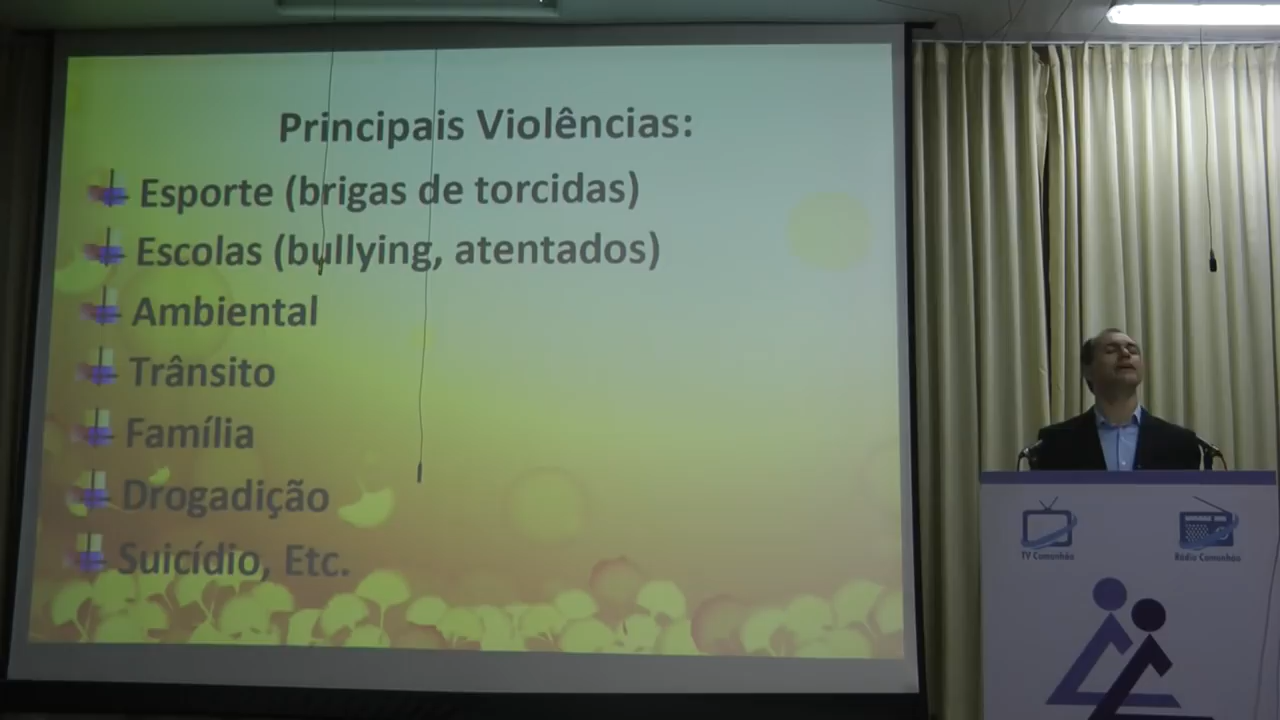 Principais Violências:
Esporte (brigas de torcidas)
Escolas (bullying, atentados)
Ambiental
Trânsito
Família
Drogadição
Suicídio, Etc.
TV Comunhão
Rádio Comunhão